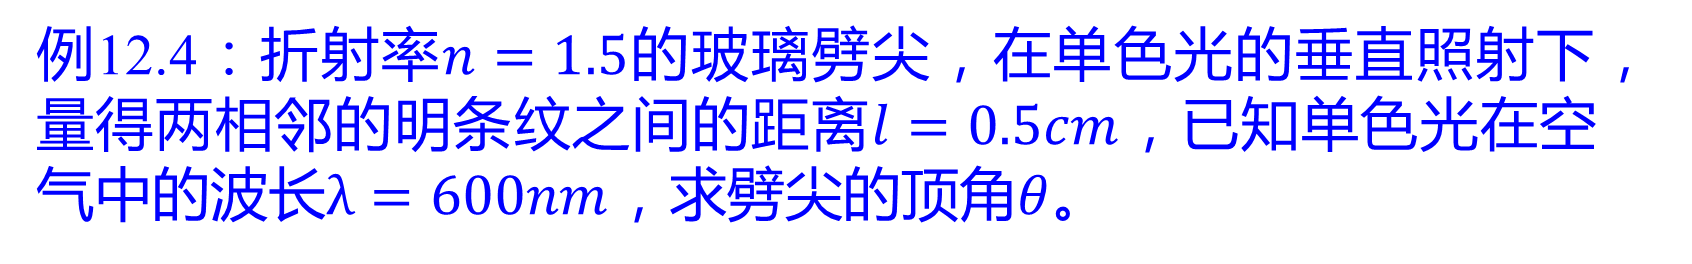 例12.4：折射率n = 1.5的玻璃劈尖，在单色光的垂直照射下，
量得两相邻的明条纹之间的距离l = 0.5cm，已知单色光在空
气中的波长λ = 600nm，求劈尖的顶角θ。